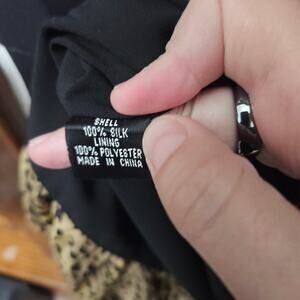 SHELL
100% SILK
LINING
100% POLYESTER
MADE IN CHINA